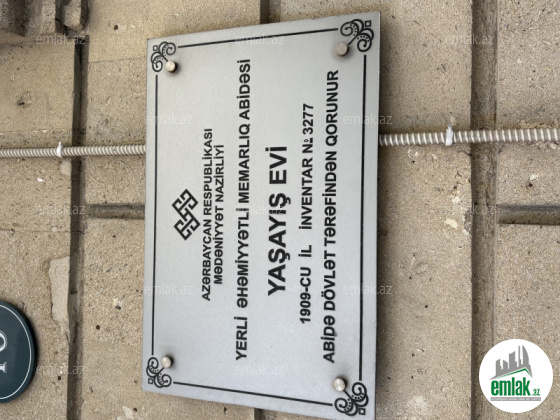 AZƏRBAYCAN RESPUBLİKASI
MƏDƏNİYYƏT NAZİRLİYİ
YERLİ ƏHƏMİYYƏTLİ MEMARLIQ ABİDƏSİ
YAŞAYIŞ EVİ
1909-CU İL İNVENTAR № 3277
ABİDƏ DÖVLƏT TƏRƏFİNDƏN QORUNUR
emlak.az